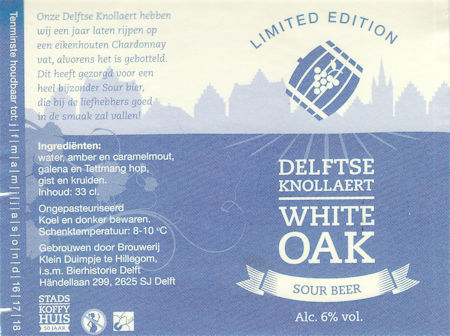 Tenminste houdbaar tot: j|f|m|a|m|j|j|a|s|o|n|d|16|17|18
Onze Delftse Knollaert hebben
wij een jaar laten rijpen op
een eikenhouten Chardonnay
vat, alvorens het is gebotteld.
Dit heeft gezorgd voor een
heel bijzonder Sour bier,
die bij de liefhebbers goed
in de smaak zal vallen!
Ingrediënten:
water, amber en caramelmout,
galena en Tettmang hop,
gist en kruiden.
Inhoud: 33 cl.
Ongepasteuriseerd
Koel en donker bewaren.
Schenktemperatuur: 8-10 °C
Gebrouwen door Brouwerij
Klein Duimpje te Hillegom,
i.s.m. Bierhistorie Delft
Händellaan 299, 2625 SJ Delft
STADS
KOFFY
HUIS
50 JAAR
LIMITED EDITION
DELFTSE
KNOLLAERT
WHITE
OAK
SOUR BEER
Alc. 6% vol.